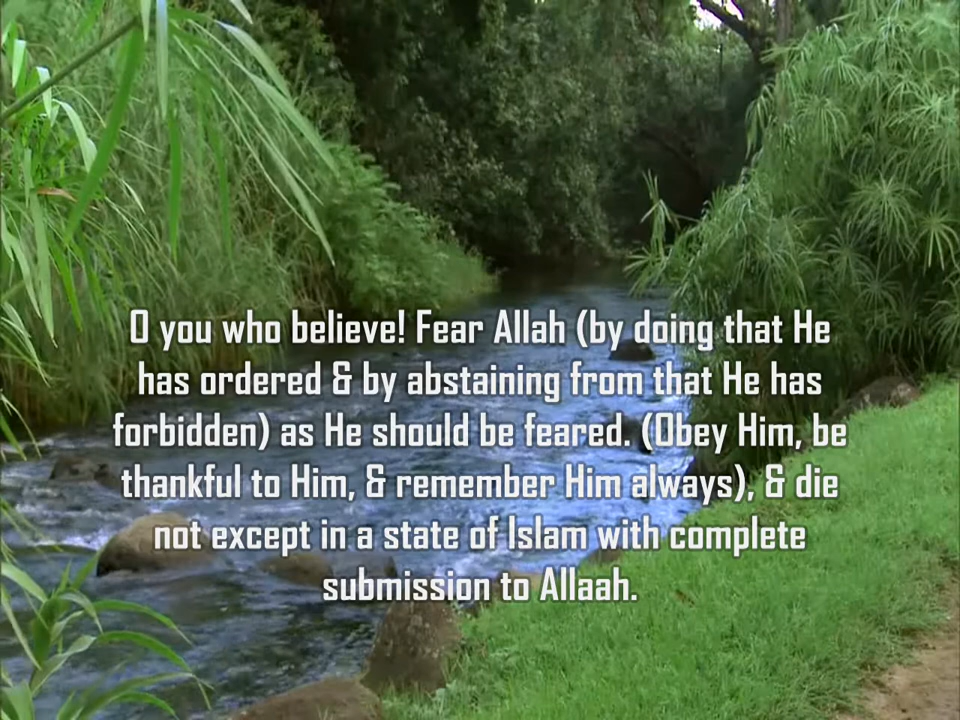 O you who believe! Fear Allah (by doing that He
has ordered & by abstaining from that He has
forbidden) as He should be feared. (Obey Him, be
thankful to Him, & remember Him always), & die
not except in a state of Islam with complete
submission to Allaah.